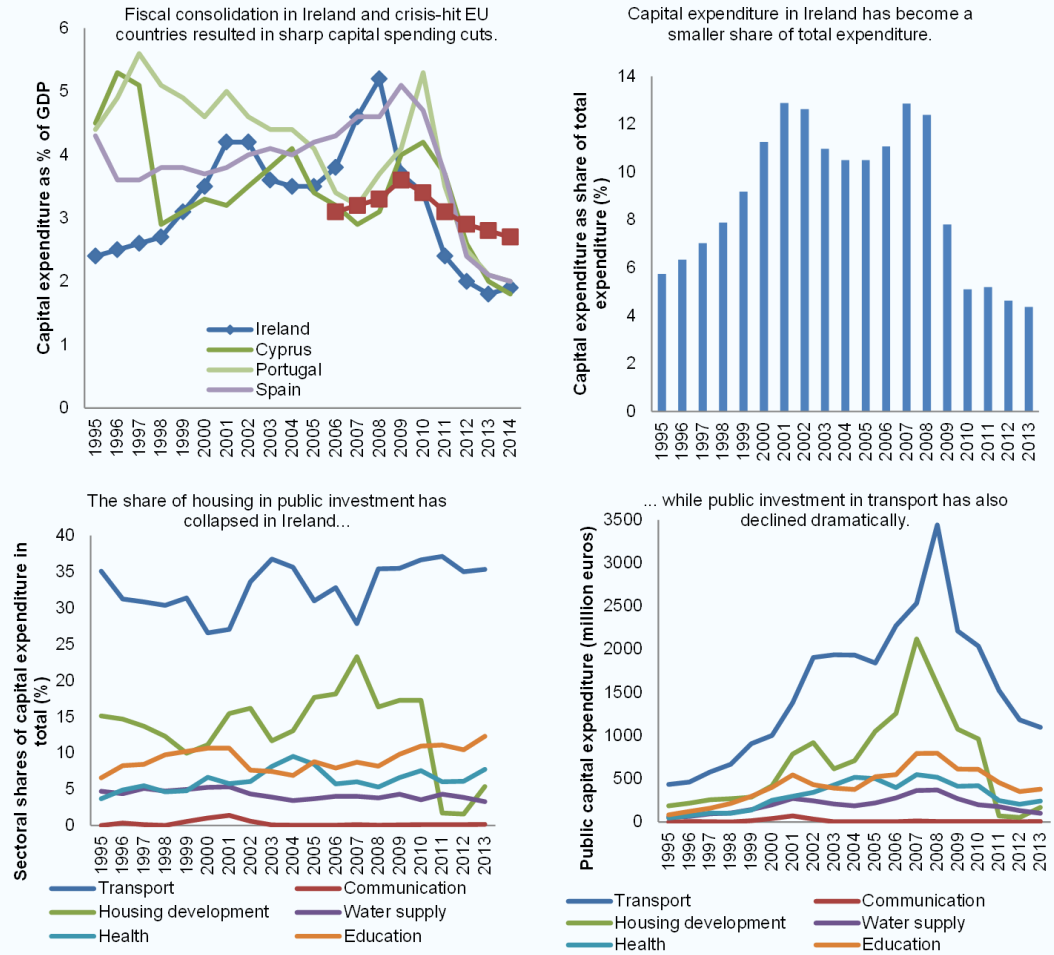 Fiscal consolidation in Ireland and crisis-hit EU
countries resulted in sharp capital spending cuts.
Capital expenditure as % of GDP
6
5
4
3
2
1
0
Ireland
Cyprus
Portugal
Spain
1995 1996 1997 1998 1999 2000 2001 2002 2003 2004 2005 2006 2007 2008 2009 2010 2011 2012 2013 2014
Capital expenditure in Ireland has become a
smaller share of total expenditure.
Capital expenditure as share of total
expenditure (%)
14
12
10
8
6
4
2
0
1995 1996 1997 1998 1999 2000 2001 2002 2003 2004 2005 2006 2007 2008 2009 2010 2011 2012 2013
The share of housing in public investment has
collapsed in Ireland...
Sectoral shares of capital expenditure in
total (%)
40
35
30
25
20
15
10
5
0
1995 1996 1997 1998 1999 2000 2001 2002 2003 2004 2005 2006 2007 2008 2009 2010 2011 2012 2013
Transport
Communication
Housing development
Water supply
Health
Education
... while public investment in transport has also
declined dramatically.
Public capital expenditure (million euros)
3500
3000
2500
2000
1500
1000
500
0
1995 1996 1997 1998 1999 2000 2001 2002 2003 2004 2005 2006 2007 2008 2009 2010 2011 2012 2013
Transport
Communication
Housing development
Water supply
Health
Education